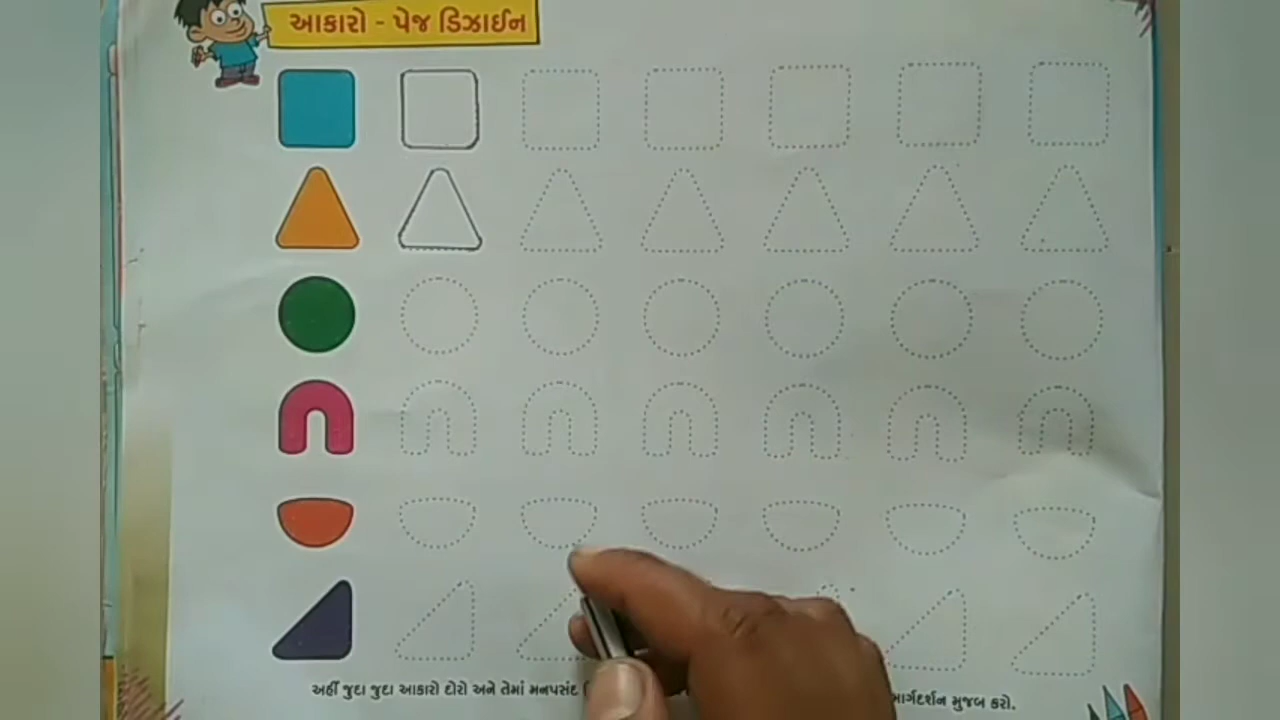 આકારો - પેજ ડિઝાઈન
અહીં જુદા જુદા આકારો દોરો અને તેમાં મનપસંદ માર્ગદર્શન મુજબ કરો.